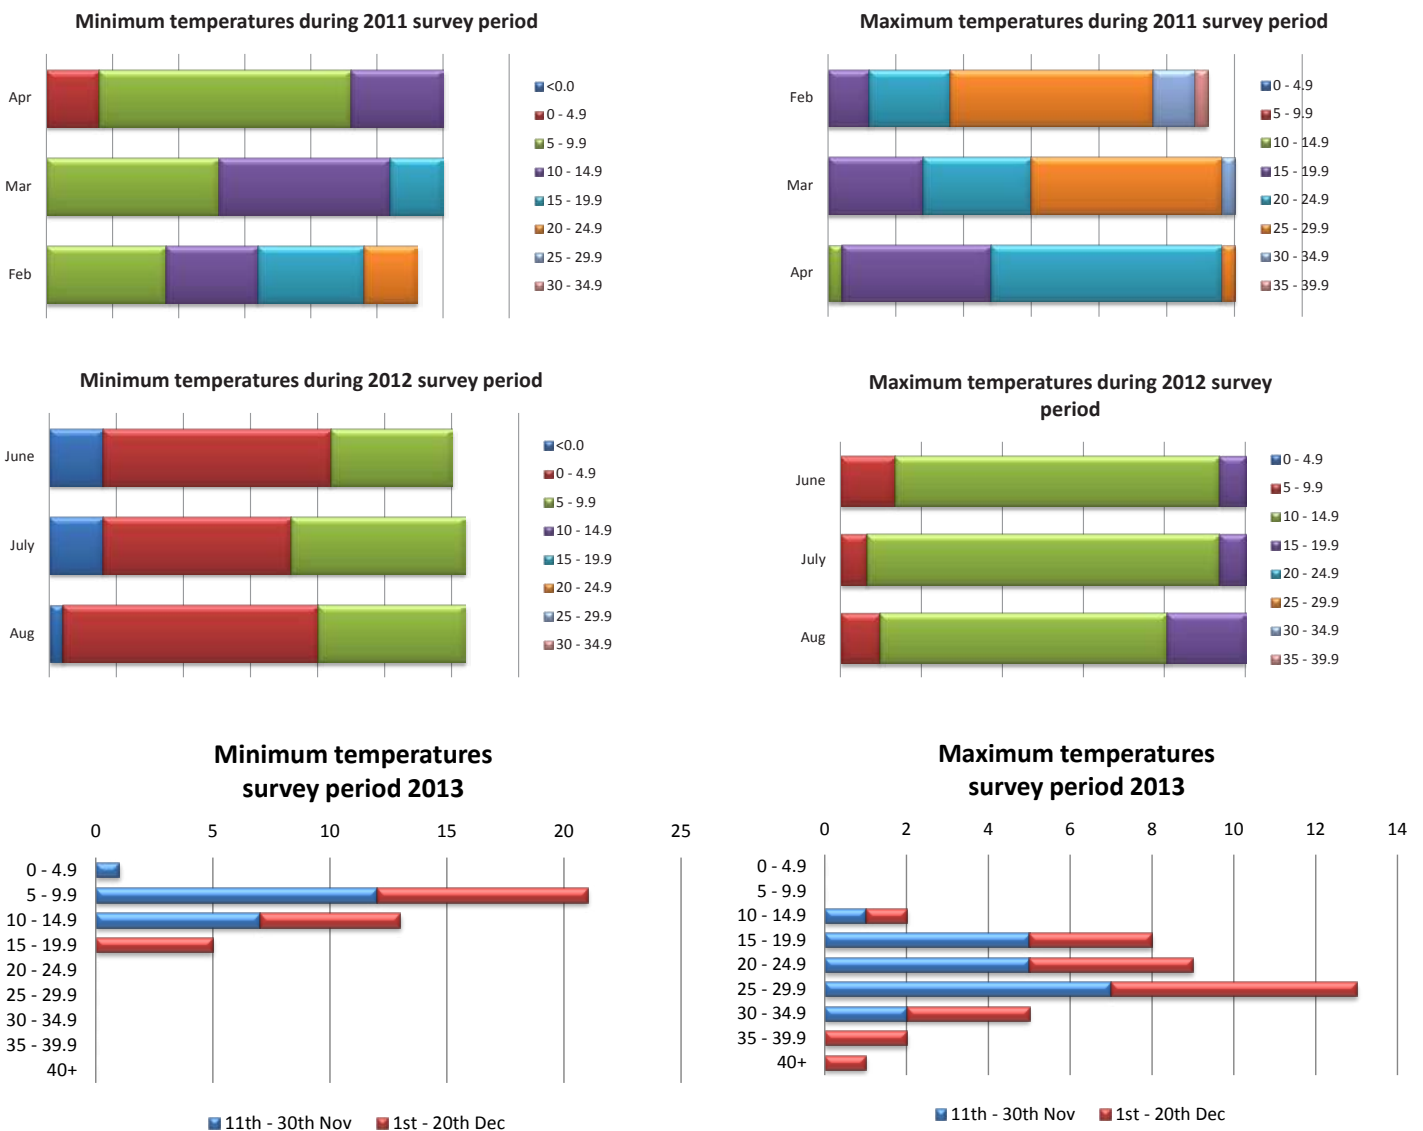 Minimum temperatures during 2011 survey period
Apr
Mar
Feb
<0.0
0 - 4.9
5 - 9.9
10 - 14.9
15 - 19.9
20 - 24.9
25 - 29.9
30 - 34.9
Maximum temperatures during 2011 survey period
Feb
Mar
Apr
0 - 4.9
5 - 9.9
10 - 14.9
15 - 19.9
20 - 24.9
25 - 29.9
30 - 34.9
35 - 39.9
Minimum temperatures during 2012 survey period
June
July
Aug
<0.0
0 - 4.9
5 - 9.9
10 - 14.9
15 - 19.9
20 - 24.9
25 - 29.9
30 - 34.9
Maximum temperatures during 2012 survey
period
June
July
Aug
0 - 4.9
5 - 9.9
10 - 14.9
15 - 19.9
20 - 24.9
25 - 29.9
30 - 34.9
35 - 39.9
Minimum temperatures
survey period 2013
0 5 10 15 20 25
0 - 4.9
5 - 9.9
10 - 14.9
15 - 19.9
20 - 24.9
25 - 29.9
30 - 34.9
35 - 39.9
40+
11th - 30th Nov 1st - 20th Dec
Maximum temperatures
survey period 2013
0 2 4 6 8 10 12 14
0 - 4.9
5 - 9.9
10 - 14.9
15 - 19.9
20 - 24.9
25 - 29.9
30 - 34.9
35 - 39.9
40+
11th - 30th Nov 1st - 20th Dec